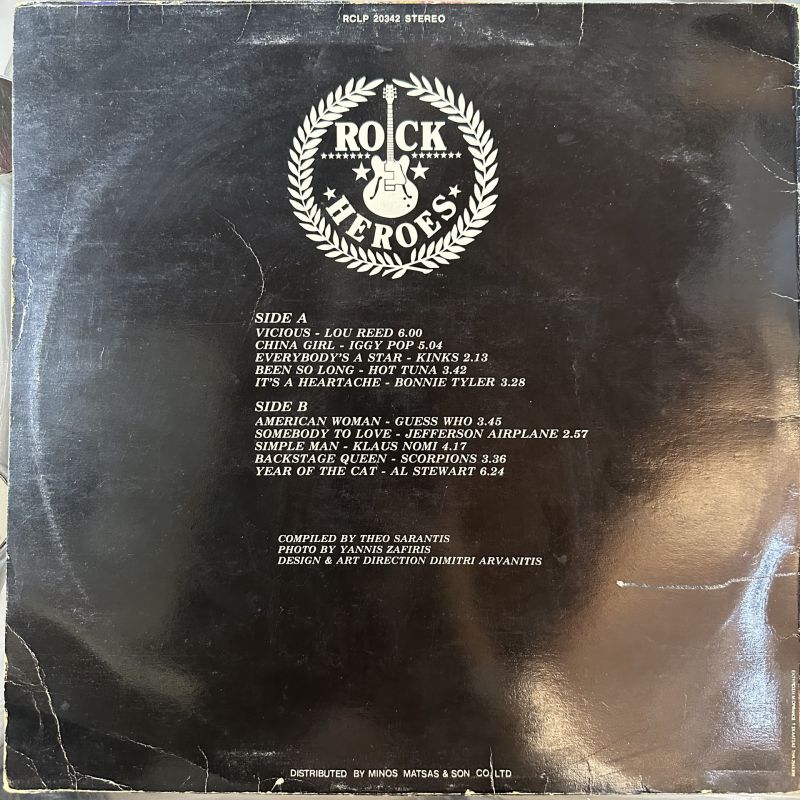 RCLP 20342 STEREO
ROCK
HEROES
SIDE A
VICIOUS - LOU REED 6.00
CHINA GIRL - IGGY POP 5.04
EVERYBODY'S A STAR - KINKS 2.13
BEEN SO LONG - HOT TUNA 3.42
IT'S A HEARTACHE - BONNIE TYLER 3.28
SIDE B
AMERICAN WOMAN - GUESS WHO 3.45
SOMEBODY TO LOVE - JEFFERSON AIRPLANE 2.57
SIMPLE MAN - KLAUS NOMI 4.17
BACKSTAGE QUEEN - SCORPIONS 3.36
YEAR OF THE CAT - AL STEWART 6.24
COMPILED BY THEO SARANTIS
PHOTO BY YANNIS ZAFIRIS
DESIGN & ART DIRECTION DIMITRI ARVANITIS
DISTRIBUTED BY MINOS MATSAS & SON CO. LTD